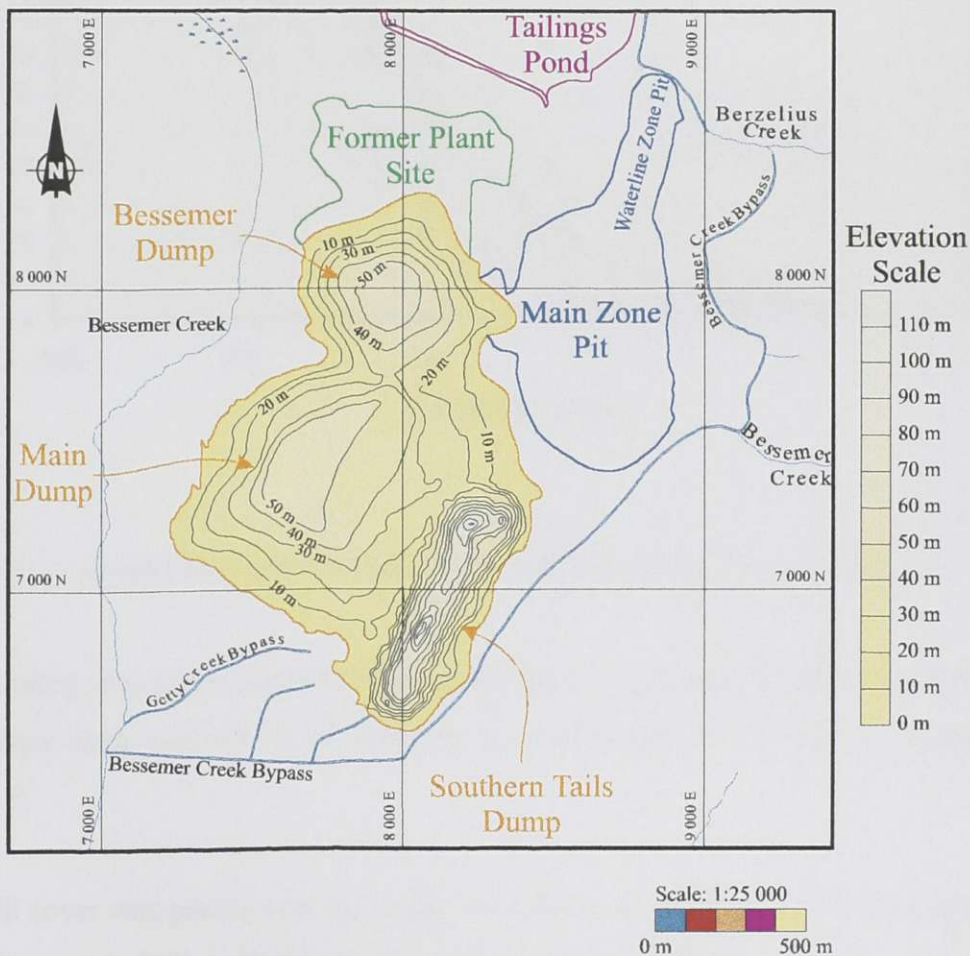 7 000 E
8 000 E
9 000 E
Tailings
Pond
Berzelius
Creek
N
Former Plant
Site
Waterline Zone Pit
Bessemer Creek Bypass
Bessemer
Dump
10 m
30 m
50 m
40 m
8 000 N
8 000 N
Bessemer Creek
Main Zone
Pit
20 m
20 m
10 m
Main
Dump
Bessemer
Creek
50 m
40 m
30 m
10 m
7 000 N
7 000 N
Getty Creek Bypass
Bessemer Creek Bypass
Southern Tails
Dump
7 000 E
8 000 E
9 000 E
Elevation
Scale
110 m
100 m
90 m
80 m
70 m
60 m
50 m
40 m
30 m
20 m
10 m
0 m
Scale: 1:25 000
0 m 500 m